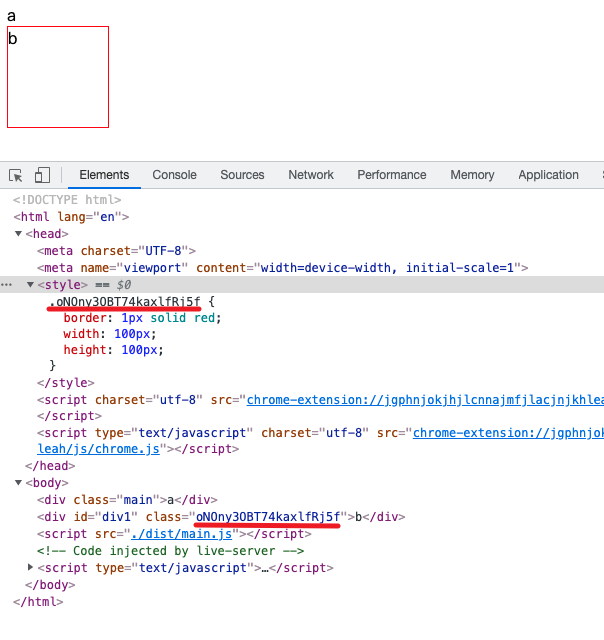 a
b
Elements Console Sources Network Performance Memory Application
<!DOCTYPE html>
<html lang="en">
▼<head>
<meta charset="UTF-8">
<meta name="viewport" content="width=device-width, initial-scale=1">
… ▼<style> == $0
.oNOny3OBT74kaxlfRj5f {
border: 1px solid red;
width: 100px;
height: 100px;
}
</style>
<script charset="utf-8" src="chrome-extension://jgphnjokjhjlcnnajmfjlacjnjkhlea
</script>
<script type="text/javascript" charset="utf-8" src="chrome-extension://jgphnjok
leah/js/chrome.js"></script>
</head>
▼<body>
<div class="main">a</div>
<div id="div1" class="oNOny3OBT74kaxlfRj5f">b</div>
<script src="./dist/main.js"></script>
<!-- Code injected by live-server -->
▶<script type="text/javascript">…</script>
</body>
</html>